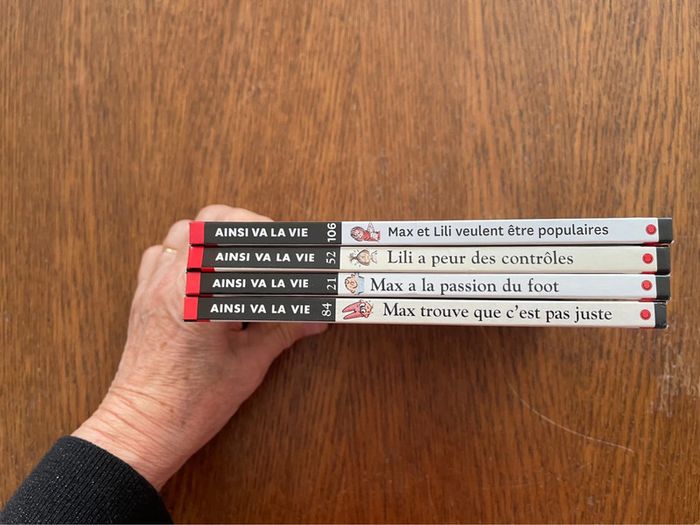 AINSI VA LA VIE 106 Max et Lili veulent être populaires
AINSI VA LA VIE 52 Lili a peur des contrôles
AINSI VA LA VIE 21 Max a la passion du foot
AINSI VA LA VIE 84 Max trouve que c'est pas juste